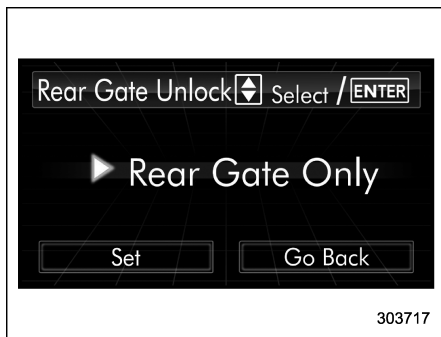 Rear Gate Unlock Select / ENTER
Rear Gate Only
Set Go Back
303717